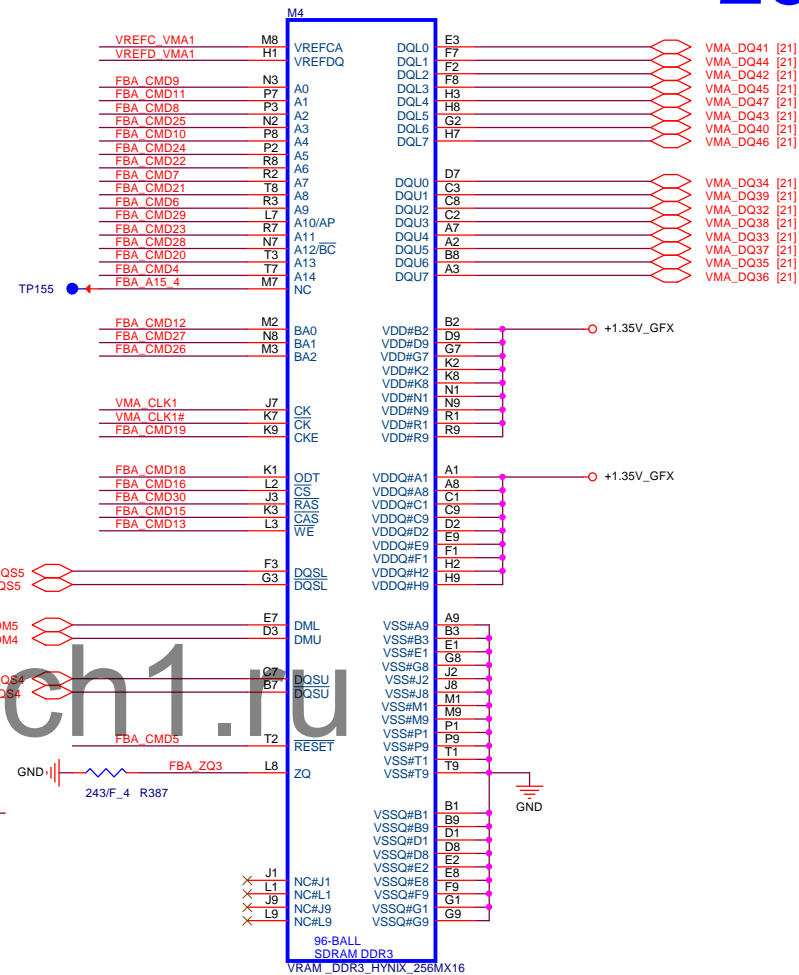 M4
VREFC_VMA1 M8 VREFCA DQL0 E3 VMA_DQ41 [21]
VREFD_VMA1 H1 VREFDQ DQL1 F7 VMA_DQ44 [21]
DQL2 F2 VMA_DQ42 [21]
FBA_CMD9 N3 A0 DQL3 F8 VMA_DQ45 [21]
FBA_CMD11 P7 A1 DQL4 H3 VMA_DQ47 [21]
FBA_CMD8 P3 A2 DQL5 H8 VMA_DQ43 [21]
FBA_CMD25 N2 A3 DQL6 G2 VMA_DQ40 [21]
FBA_CMD10 P8 A4 DQL7 H7 VMA_DQ46 [21]
FBA_CMD24 P2 A5
FBA_CMD22 R8 A6
FBA_CMD7 R2 A7 DQU0 D7 VMA_DQ34 [21]
FBA_CMD21 T8 A8 DQU1 C3 VMA_DQ39 [21]
FBA_CMD6 R3 A9 DQU2 C8 VMA_DQ32 [21]
FBA_CMD29 L7 A10/AP DQU3 C2 VMA_DQ38 [21]
FBA_CMD23 R7 A11 DQU4 A7 VMA_DQ33 [21]
FBA_CMD28 N7 A12/BC DQU5 A2 VMA_DQ37 [21]
FBA_CMD20 T3 A13 DQU6 B8 VMA_DQ35 [21]
FBA_CMD4 T7 A14 DQU7 A3 VMA_DQ36 [21]
TP155 FBA_A15_4 M7 NC
FBA_CMD12 M2 BA0 VDD#B2 B2 +1.35V_GFX
FBA_CMD27 N8 BA1 VDD#D9 D9
FBA_CMD26 M3 BA2 VDD#G7 G7
VDD#K2 K2
VDD#K8 K8
VDD#N1 N1
VMA_CLK1 J7 CK VDD#N9 N9
VMA_CLK1# K7 CK VDD#R1 R1
FBA_CMD19 K9 CKE VDD#R9 R9
FBA_CMD18 K1 ODT VDDQ#A1 A1 +1.35V_GFX
FBA_CMD16 L2 CS VDDQ#A8 A8
FBA_CMD30 J3 RAS VDDQ#C1 C1
FBA_CMD15 K3 CAS VDDQ#C9 C9
FBA_CMD13 L3 WE VDDQ#D2 D2
VDDQ#E9 E9
VDDQ#F1 F1
QS5 F3 DQSL VDDQ#H2 H2
QS5 G3 DQSL VDDQ#H9 H9
DM5 E7 DML VSS#A9 A9
DM4 D3 DMU VSS#B3 B3
VSS#E1 E1
VSS#G8 G8
QS4 C7 DQSU VSS#J2 J2
QS4 B7 DQSU VSS#J8 J8
VSS#M1 M1
VSS#M9 M9
ch1.ru
VSS#P1 P1
FBA_CMD5 T2 RESET VSS#P9 P9
VSS#T1 T1
GND FBA_ZQ3 L8 ZQ VSS#T9 T9
243/F_4 R387
GND
VSSQ#B1 B1
VSSQ#B9 B9
VSSQ#D1 D1
VSSQ#D8 D8
VSSQ#E2 E2
J1 NC#J1 VSSQ#E8 E8
L1 NC#L1 VSSQ#F9 F9
J9 NC#J9 VSSQ#G1 G1
L9 NC#L9 VSSQ#G9 G9
96-BALL
SDRAM DDR3
VRAM _DDR3_HYNIX_256MX16